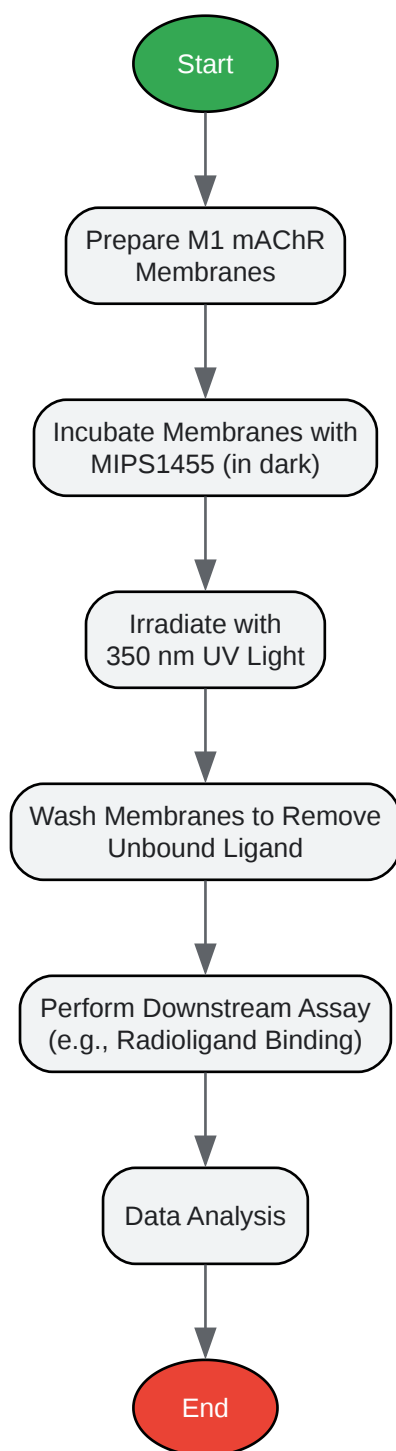 Start
Prepare M1 mAChR
Membranes
Incubate Membranes with
MIPS1455 (in dark)
Irradiate with
350 nm UV Light
Wash Membranes to Remove
Unbound Ligand
Perform Downstream Assay
(e.g., Radioligand Binding)
Data Analysis
End